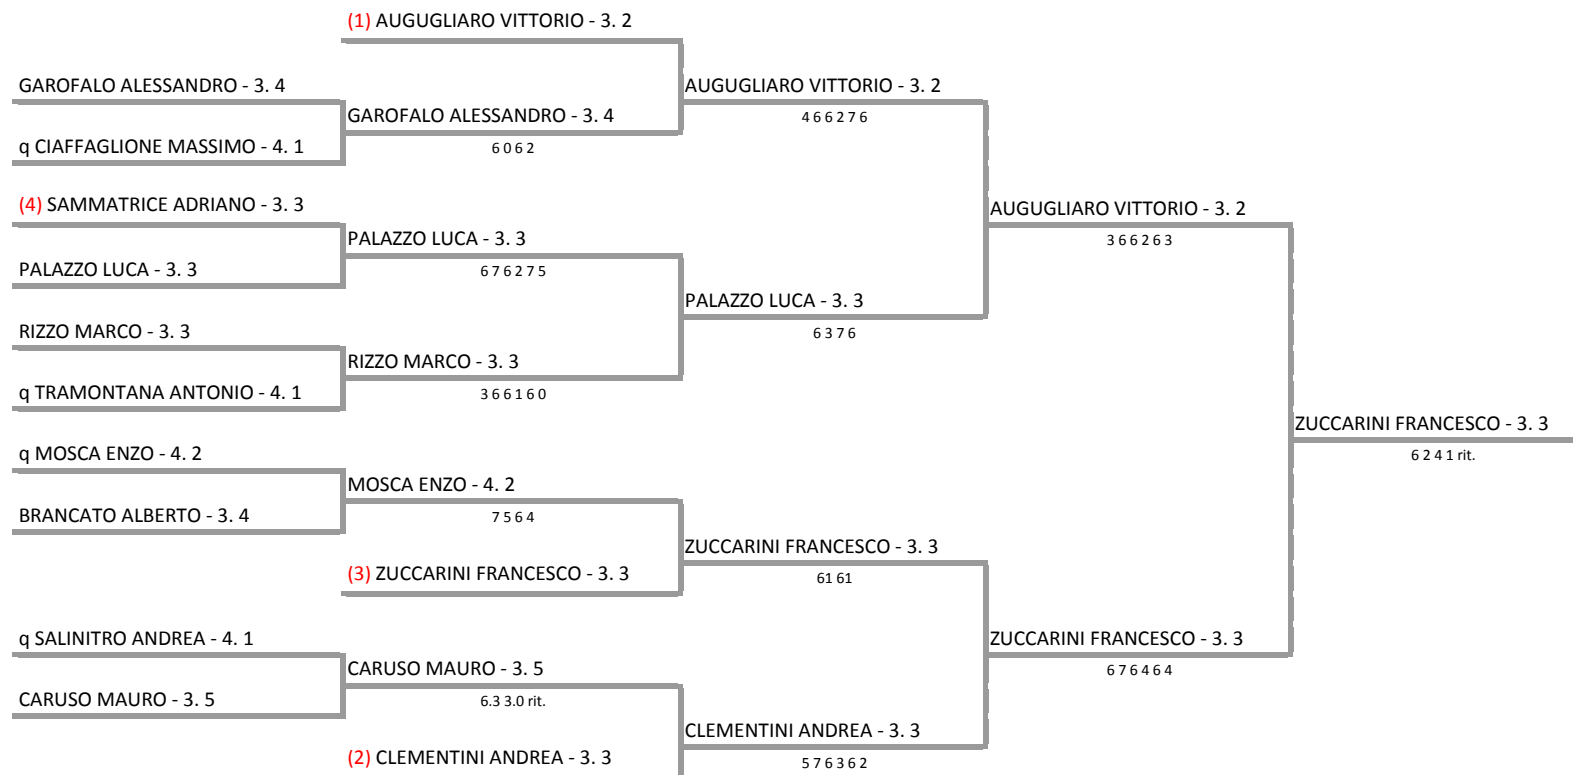 (1) AUGUGLIARO VITTORIO - 3. 2
GAROFALO ALESSANDRO - 3. 4
AUGUGLIARO VITTORIO - 3. 2
GAROFALO ALESSANDRO - 3. 4
4 6 6 2 7 6
q CIAFFAGLIONE MASSIMO - 4. 1
6 0 6 2
(4) SAMMATRICE ADRIANO - 3. 3
AUGUGLIARO VITTORIO - 3. 2
PALAZZO LUCA - 3. 3
3 6 6 2 6 3
PALAZZO LUCA - 3. 3
6 7 6 2 7 5
PALAZZO LUCA - 3. 3
RIZZO MARCO - 3. 3
6 3 7 6
RIZZO MARCO - 3. 3
q TRAMONTANA ANTONIO - 4. 1
3 6 6 1 6 0
ZUCCARINI FRANCESCO - 3. 3
q MOSCA ENZO - 4. 2
6 2 4 1 rit.
MOSCA ENZO - 4. 2
BRANCATO ALBERTO - 3. 4
7 5 6 4
ZUCCARINI FRANCESCO - 3. 3
(3) ZUCCARINI FRANCESCO - 3. 3
61 61
q SALINITRO ANDREA - 4. 1
ZUCCARINI FRANCESCO - 3. 3
CARUSO MAURO - 3. 5
6 7 6 4 6 4
CARUSO MAURO - 3. 5
6.3 3.0 rit.
CLEMENTINI ANDREA - 3. 3
(2) CLEMENTINI ANDREA - 3. 3
5 7 6 3 6 2